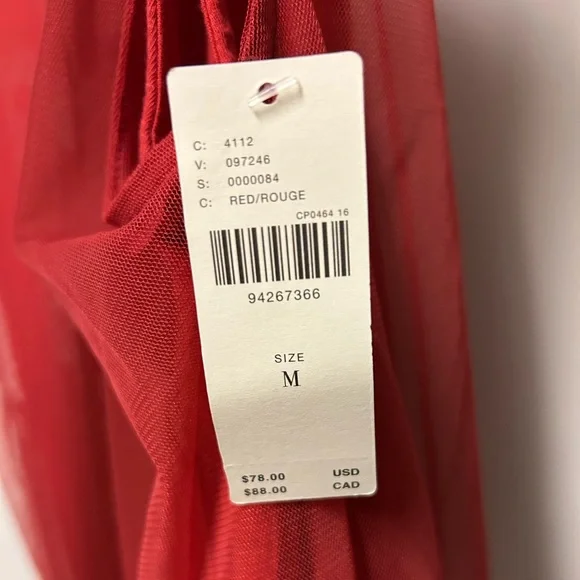 C: 4112
V: 097246
S: 0000084
C: RED/ROUGE
CP0464 16
94267366
SIZE
M
$78.00 USD
$88.00 CAD